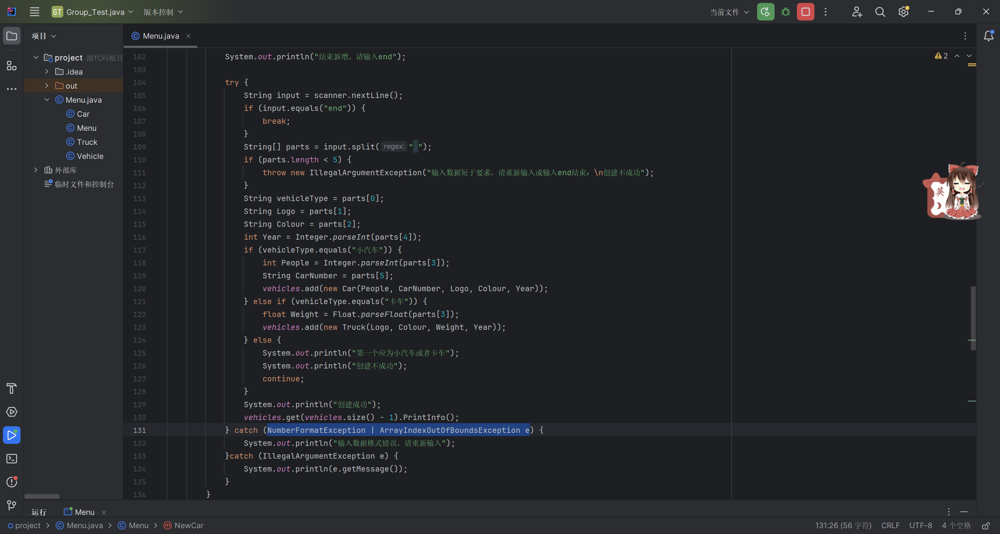 GT Group_Test.java 版本控制 当前文件
项目
Menu.java
project 源代码根目
.idea
out
Menu.java
Car
Menu
Truck
Vehicle
外部库
临时文件和控制台
2
102 System.out.println("结束新增，请输入end");
103
104 try {
105 String input = scanner.nextLine();
106 if (input.equals("end")) {
107 break;
108 }
109 String[] parts = input.split( regex: " ");
110 if (parts.length < 5) {
111 throw new IllegalArgumentException("输入数据短于要求，请重新输入或输入end结束：\n创建不成功");
112 }
113 String vehicleType = parts[0];
114 String Logo = parts[1];
115 String Colour = parts[2];
116 int Year = Integer.parseInt(parts[4]);
117 if (vehicleType.equals("小汽车")) {
118 int People = Integer.parseInt(parts[3]);
119 String CarNumber = parts[5];
120 vehicles.add(new Car(People, CarNumber, Logo, Colour, Year));
121 } else if (vehicleType.equals("卡车")) {
122 float Weight = Float.parseFloat(parts[3]);
123 vehicles.add(new Truck(Logo, Colour, Weight, Year));
124 } else {
125 System.out.println("第一个应为小汽车或者卡车");
126 System.out.println("创建不成功");
127 continue;
128 }
129 System.out.println("创建成功");
130 vehicles.get(vehicles.size() - 1).PrintInfo();
131 } catch (NumberFormatException | ArrayIndexOutOfBoundsException e) {
132 System.out.println("输入数据格式错误，请重新输入");
133 }catch (IllegalArgumentException e) {
134 System.out.println(e.getMessage());
135 }
136 }
英
运行 Menu
project > Menu.java > Menu > NewCar 131:26 (56 字符) CRLF UTF-8 4 个空格